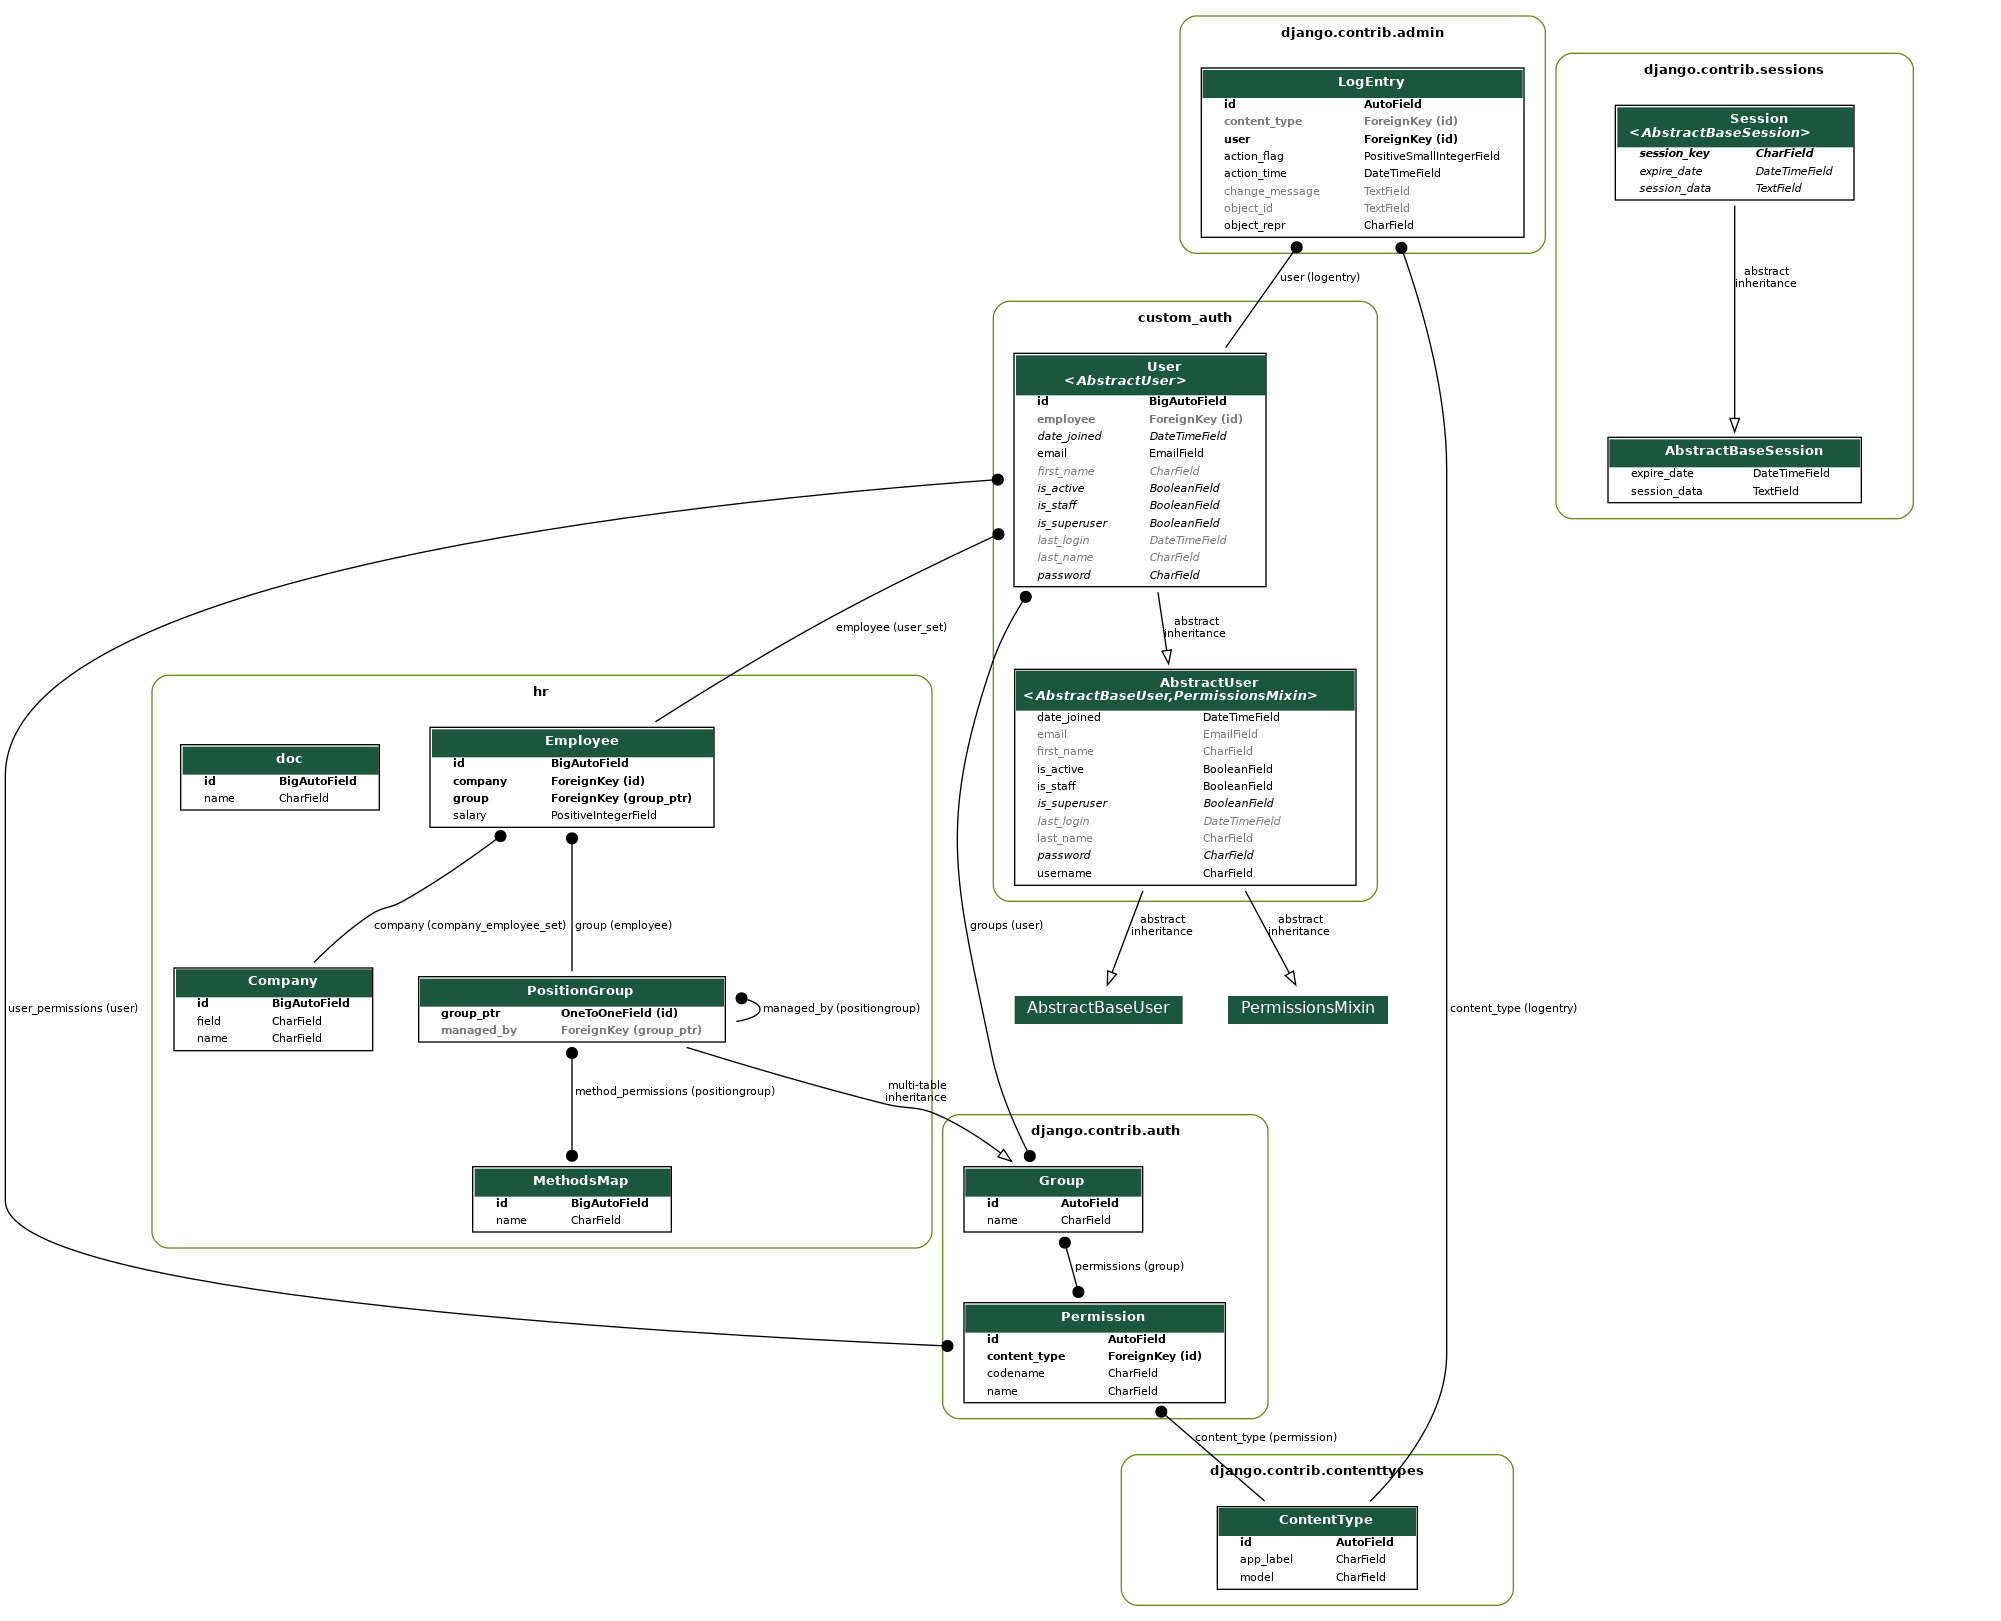 django.contrib.admin
LogEntry
id AutoField
content_type ForeignKey (id)
user ForeignKey (id)
action_flag PositiveSmallIntegerField
action_time DateTimeField
change_message TextField
object_id TextField
object_repr CharField
django.contrib.sessions
Session
<AbstractBaseSession>
session_key CharField
expire_date DateTimeField
session_data TextField
abstract
inheritance
AbstractBaseSession
expire_date DateTimeField
session_data TextField
user (logentry)
custom_auth
User
<AbstractUser>
id BigAutoField
employee ForeignKey (id)
date_joined DateTimeField
email EmailField
first_name CharField
is_active BooleanField
is_staff BooleanField
is_superuser BooleanField
last_login DateTimeField
last_name CharField
password CharField
abstract
inheritance
AbstractUser
<AbstractBaseUser,PermissionsMixin>
date_joined DateTimeField
email EmailField
first_name CharField
is_active BooleanField
is_staff BooleanField
is_superuser BooleanField
last_login DateTimeField
last_name CharField
password CharField
username CharField
abstract
inheritance
abstract
inheritance
AbstractBaseUser
PermissionsMixin
employee (user_set)
hr
doc
id BigAutoField
name CharField
Employee
id BigAutoField
company ForeignKey (id)
group ForeignKey (group_ptr)
salary PositiveIntegerField
company (company_employee_set)
group (employee)
groups (user)
Company
id BigAutoField
field CharField
name CharField
PositionGroup
group_ptr OneToOneField (id)
managed_by ForeignKey (group_ptr)
managed_by (positiongroup)
user_permissions (user)
content_type (logentry)
method_permissions (positiongroup)
multi-table
inheritance
MethodsMap
id BigAutoField
name CharField
django.contrib.auth
Group
id AutoField
name CharField
permissions (group)
Permission
id AutoField
content_type ForeignKey (id)
codename CharField
name CharField
content_type (permission)
django.contrib.contenttypes
ContentType
id AutoField
app_label CharField
model CharField